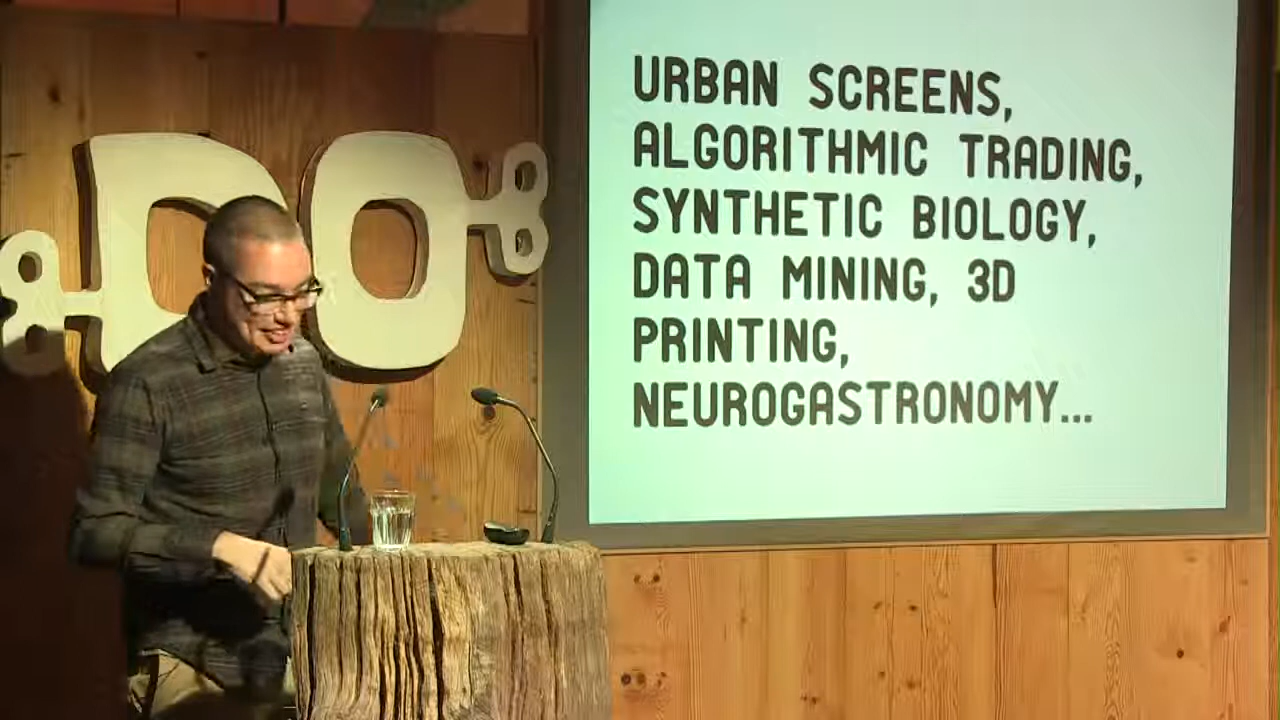 DO
URBAN SCREENS,
ALGORITHMIC TRADING,
SYNTHETIC BIOLOGY,
DATA MINING, 3D
PRINTING,
NEUROGASTRONOMY...